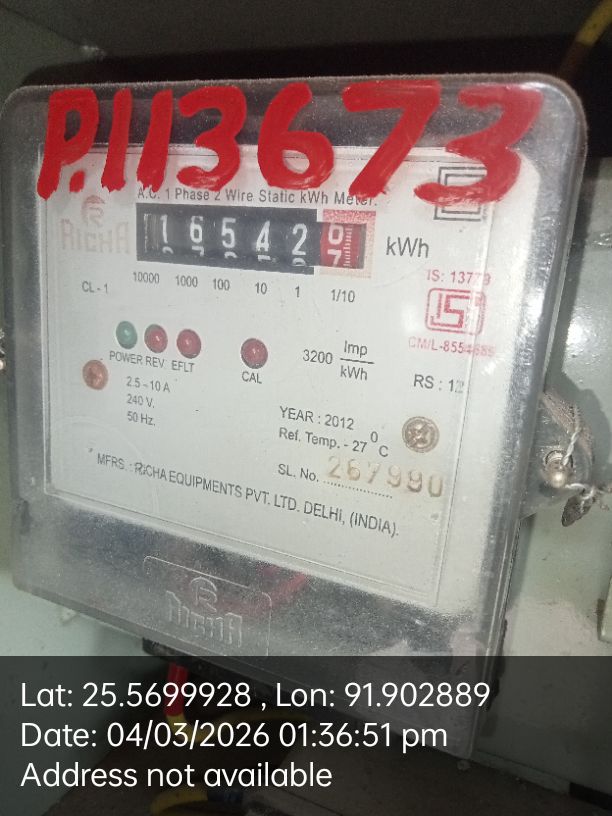 P.113673
A.C. 1 Phase 2 Wire Static kWh Meter.
RICHA
1 6 5 4 2 kWh
10000 1000 100 10 1 1/10
CL - 1
IS: 13779
CM/L-8554685
POWER REV EFLT
CAL
3200 Imp
kWh
RS : 12
2.5 - 10 A
240 V.
50 Hz.
YEAR : 2012
Ref. Temp. - 27 0 C
SL. No. 267990
MFRS. : RICHA EQUIPMENTS PVT. LTD. DELHI, (INDIA).
RICHA
Lat: 25.5699928 , Lon: 91.902889
Date: 04/03/2026 01:36:51 pm
Address not available